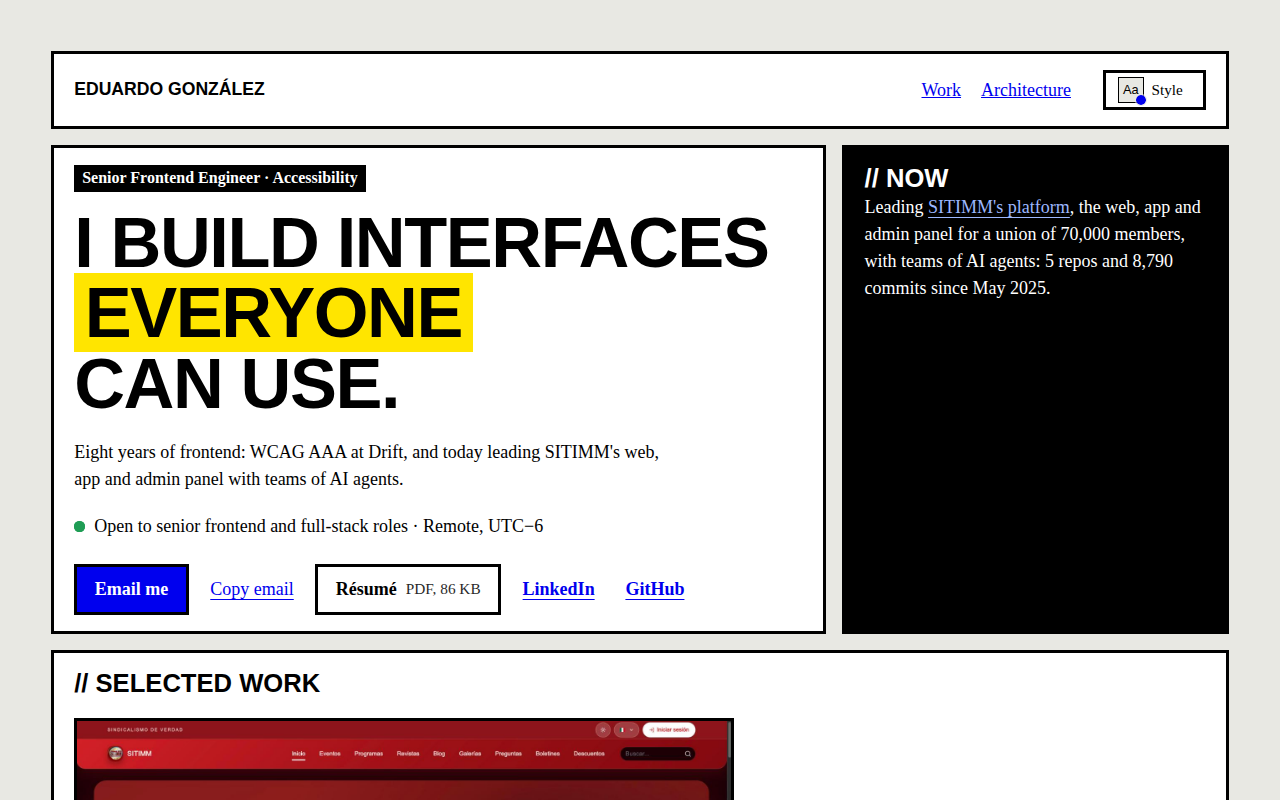 EDUARDO GONZÁLEZ
Work Architecture
Aa Style
Senior Frontend Engineer · Accessibility
I BUILD INTERFACES
EVERYONE
CAN USE.
Eight years of frontend: WCAG AAA at Drift, and today leading SITIMM's web,
app and admin panel with teams of AI agents.
Open to senior frontend and full-stack roles · Remote, UTC−6
Email me Copy email Résumé PDF, 86 KB LinkedIn GitHub
// NOW
Leading SITIMM's platform, the web, app and
admin panel for a union of 70,000 members,
with teams of AI agents: 5 repos and 8,790
commits since May 2025.
// SELECTED WORK
SINDICALISMO DE VERDAD
Iniciar sesión
SITIMM Inicio Eventos Programas Revistas Blog Galerías Preguntas Boletines Descuentos Buscar...